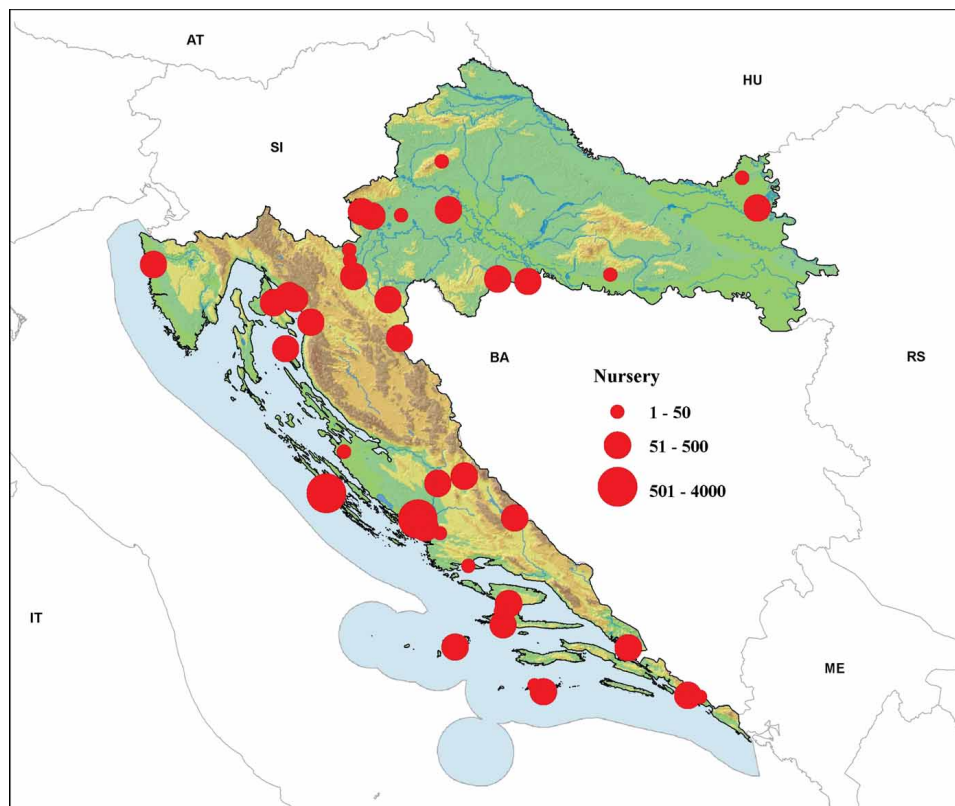 AT
HU
SI
BA
RS
Nursery
1 - 50
51 - 500
501 - 4000
IT
ME